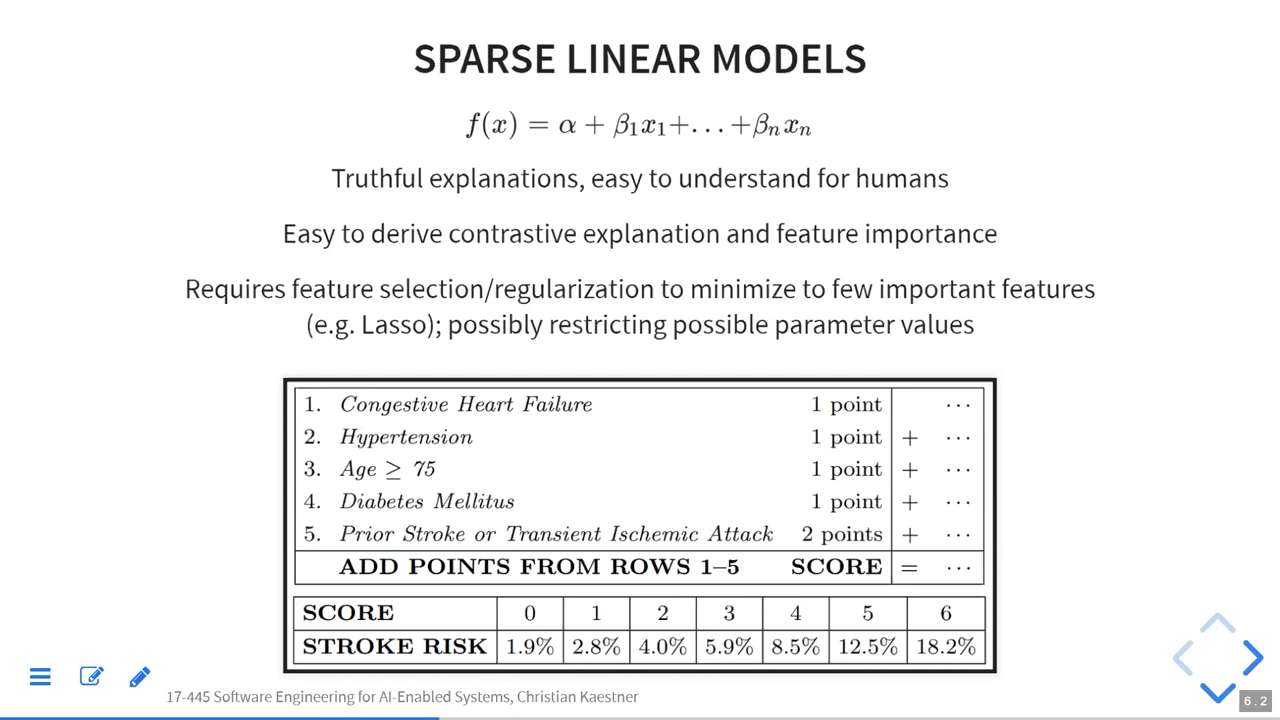 SPARSE LINEAR MODELS
f(x) = α + β₁x₁+. . . +βₙxₙ
Truthful explanations, easy to understand for humans
Easy to derive contrastive explanation and feature importance
Requires feature selection/regularization to minimize to few important features
(e.g. Lasso); possibly restricting possible parameter values
1. Congestive Heart Failure 1 point ···
2. Hypertension 1 point + ···
3. Age ≥ 75 1 point + ···
4. Diabetes Mellitus 1 point + ···
5. Prior Stroke or Transient Ischemic Attack 2 points + ···
ADD POINTS FROM ROWS 1–5 SCORE = ···
SCORE 0 1 2 3 4 5 6
STROKE RISK 1.9% 2.8% 4.0% 5.9% 8.5% 12.5% 18.2%
17-445 Software Engineering for AI-Enabled Systems, Christian Kaestner
6 . 2